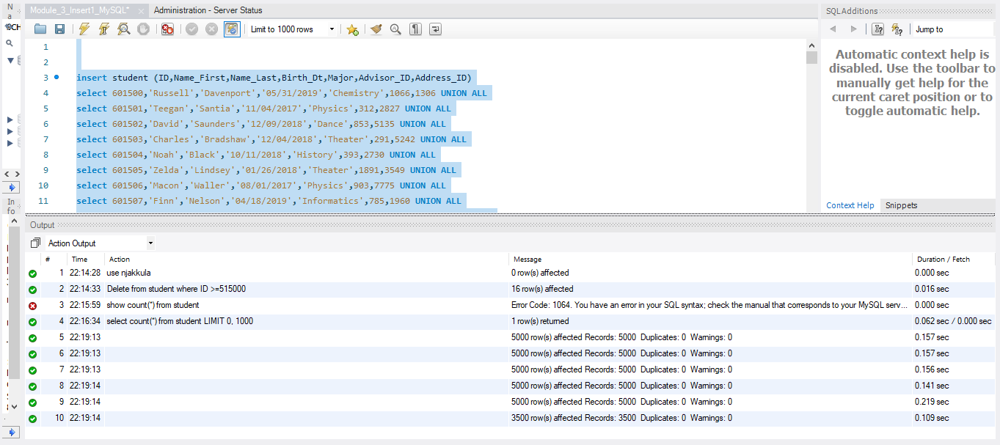 Na
Module_3_Insert1_MySQL* ×
Administration - Server Status
SQLAdditions
SCH
Limit to 1000 rows
Jump to
1
2
3 insert student (ID,Name_First,Name_Last,Birth_Dt,Major,Advisor_ID,Address_ID)
4 select 601500,'Russell','Davenport','05/31/2019','Chemistry',1066,1306 UNION ALL
5 select 601501,'Teegan','Santia','11/04/2017','Physics',312,2827 UNION ALL
6 select 601502,'David','Saunders','12/09/2018','Dance',853,5135 UNION ALL
7 select 601503,'Charles','Bradshaw','12/04/2018','Theater',291,5242 UNION ALL
8 select 601504,'Noah','Black','10/11/2018','History',393,2730 UNION ALL
9 select 601505,'Zelda','Lindsey','01/26/2018','Theater',1891,3549 UNION ALL
10 select 601506,'Macon','Waller','08/01/2017','Physics',903,7775 UNION ALL
11 select 601507,'Finn','Nelson','04/18/2019','Informatics',785,1960 UNION ALL
Automatic context help is
disabled. Use the toolbar to
manually get help for the
current caret position or to
toggle automatic help.
Context Help
Snippets
Info
Output
Action Output
# Time Action Message Duration / Fetch
1 22:14:28 use njakkula 0 row(s) affected 0.000 sec
2 22:14:33 Delete from student where ID >=515000 16 row(s) affected 0.016 sec
3 22:15:59 show count(*) from student Error Code: 1064. You have an error in your SQL syntax; check the manual that corresponds to your MySQL serv... 0.000 sec
4 22:16:34 select count(*) from student LIMIT 0, 1000 1 row(s) returned 0.062 sec / 0.000 sec
5 22:19:13 5000 row(s) affected Records: 5000 Duplicates: 0 Warnings: 0 0.157 sec
6 22:19:13 5000 row(s) affected Records: 5000 Duplicates: 0 Warnings: 0 0.157 sec
7 22:19:13 5000 row(s) affected Records: 5000 Duplicates: 0 Warnings: 0 0.156 sec
8 22:19:14 5000 row(s) affected Records: 5000 Duplicates: 0 Warnings: 0 0.141 sec
9 22:19:14 5000 row(s) affected Records: 5000 Duplicates: 0 Warnings: 0 0.219 sec
10 22:19:14 3500 row(s) affected Records: 3500 Duplicates: 0 Warnings: 0 0.109 sec